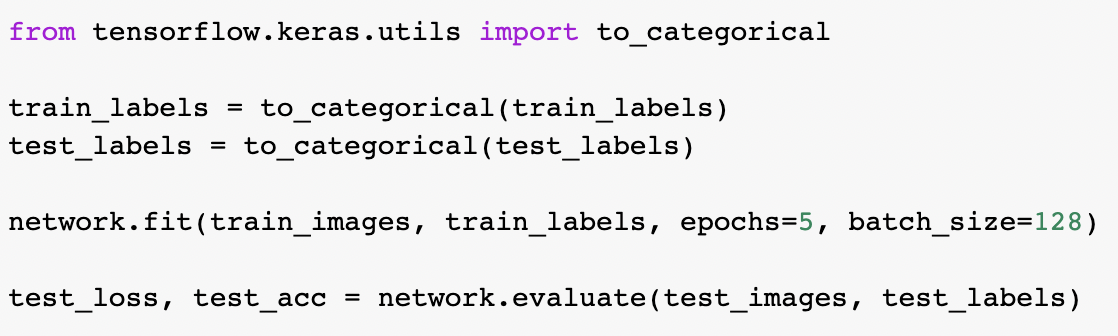 from tensorflow.keras.utils import to_categorical
train_labels = to_categorical(train_labels)
test_labels = to_categorical(test_labels)
network.fit(train_images, train_labels, epochs=5, batch_size=128)
test_loss, test_acc = network.evaluate(test_images, test_labels)